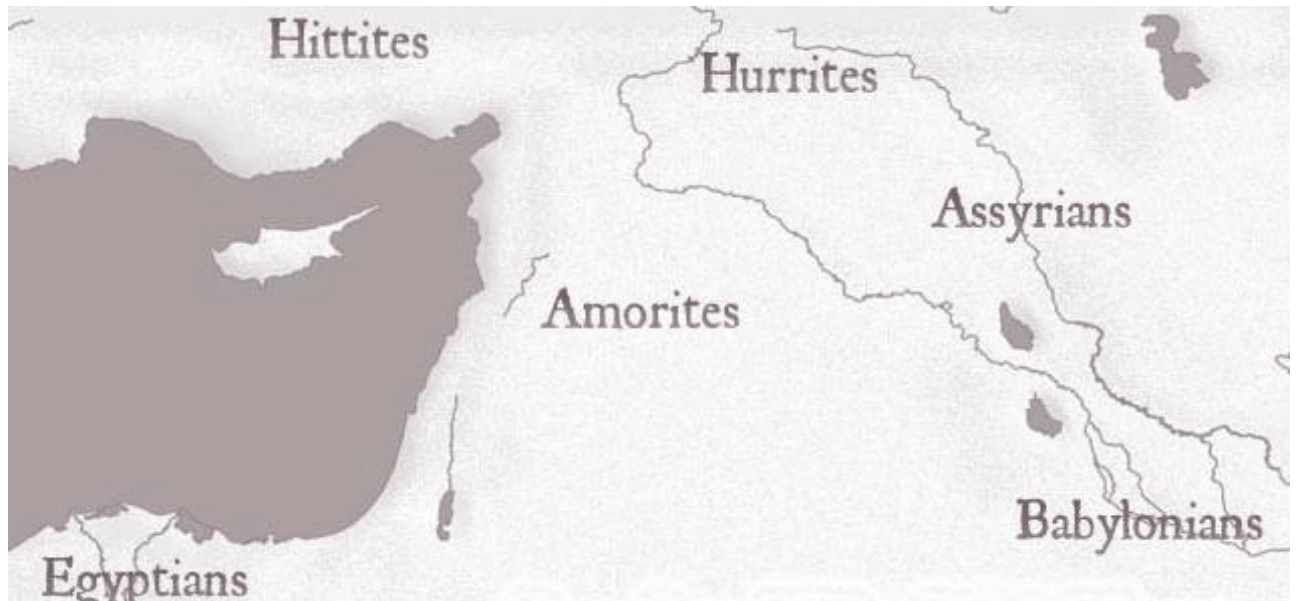 Hittites
Hurrites
Assyrians
Amorites
Babylonians
Egyptians